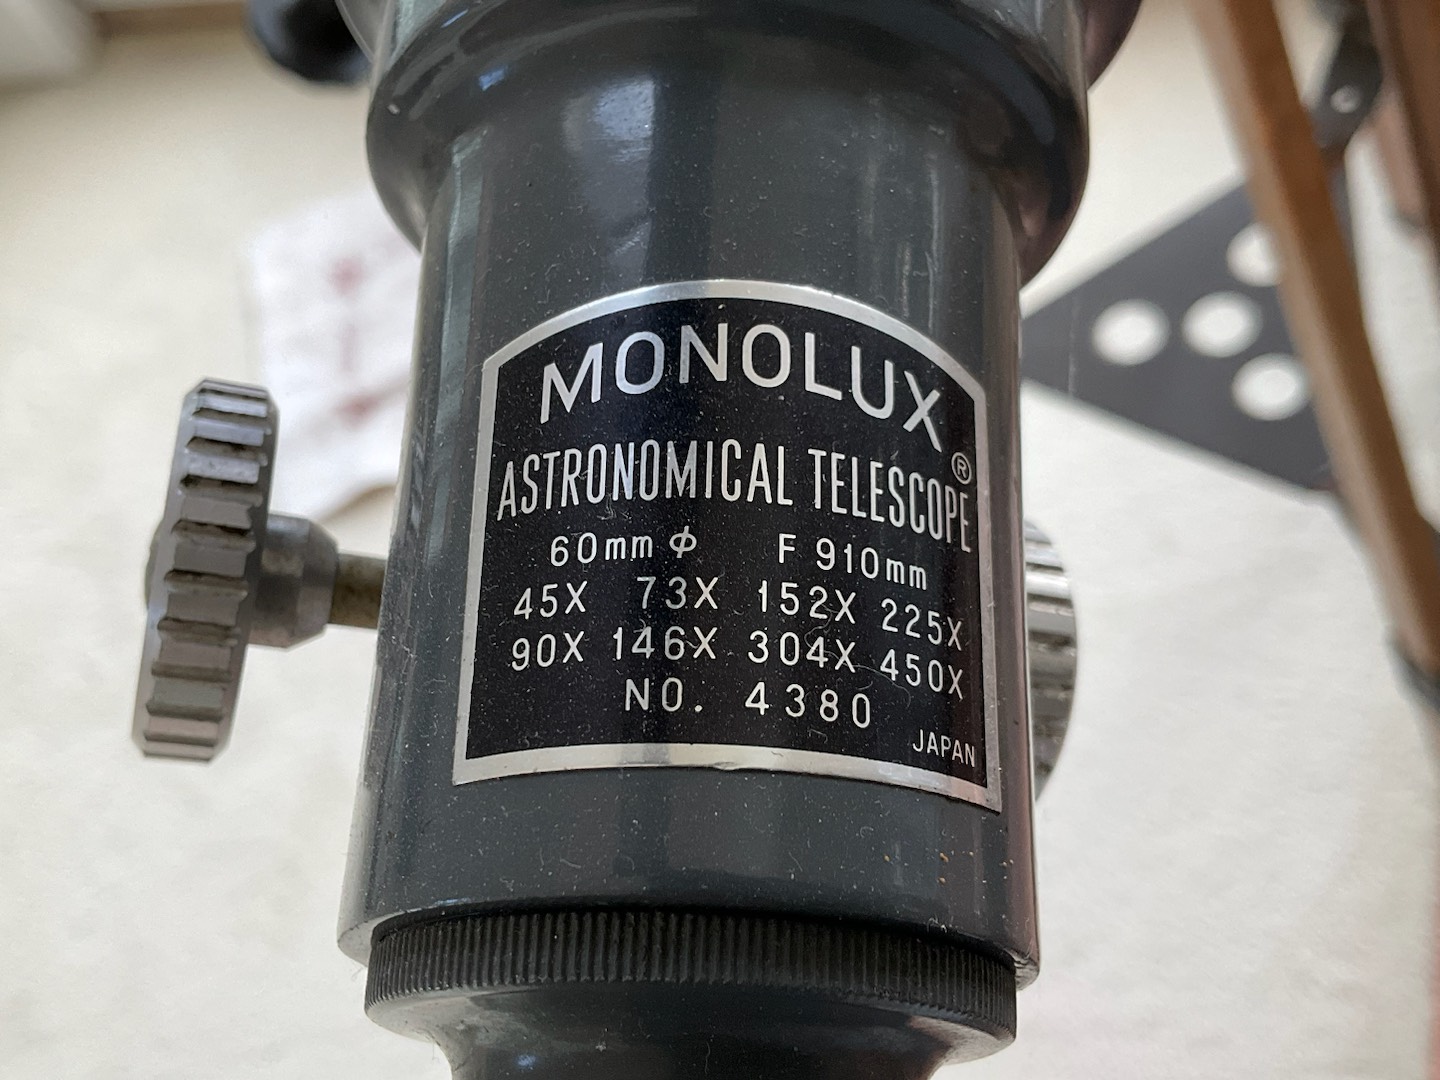 MONOLUX®
ASTRONOMICAL TELESCOPE
60mm ϕ F 910mm
45X 73X 152X 225X
90X 146X 304X 450X
NO. 4380
JAPAN